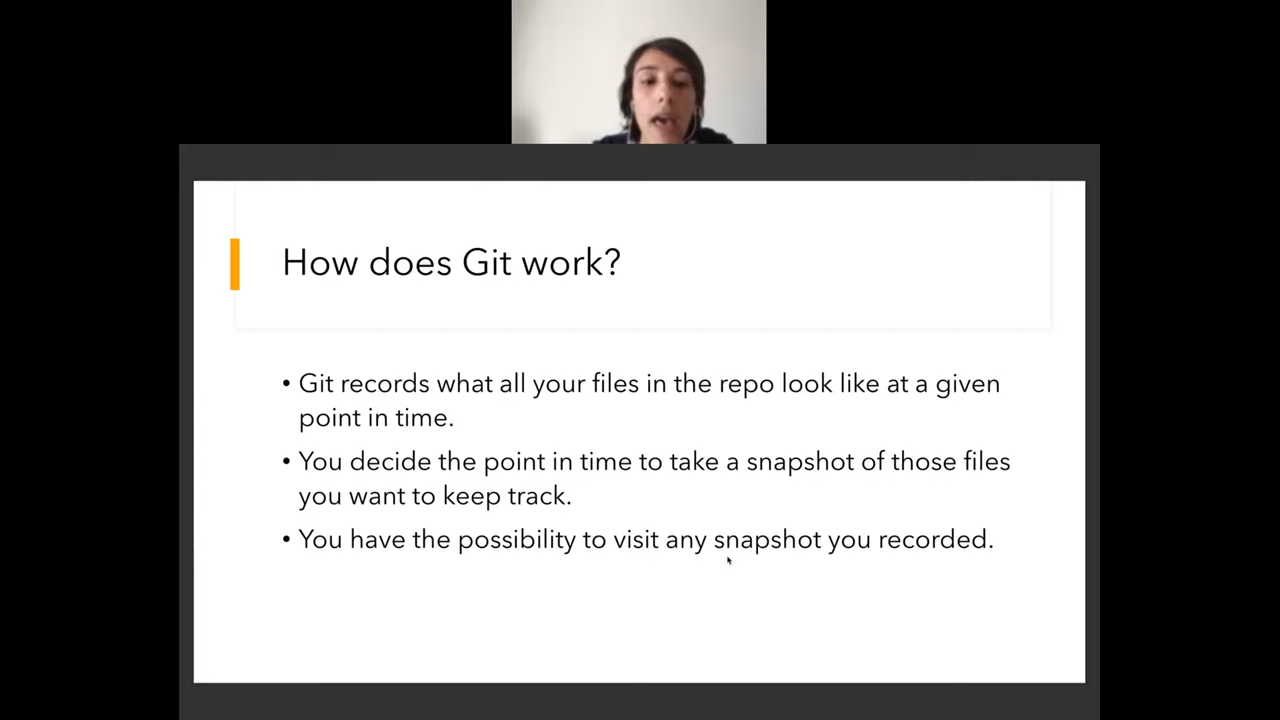 How does Git work?
• Git records what all your files in the repo look like at a given
point in time.
• You decide the point in time to take a snapshot of those files
you want to keep track.
• You have the possibility to visit any snapshot you recorded.